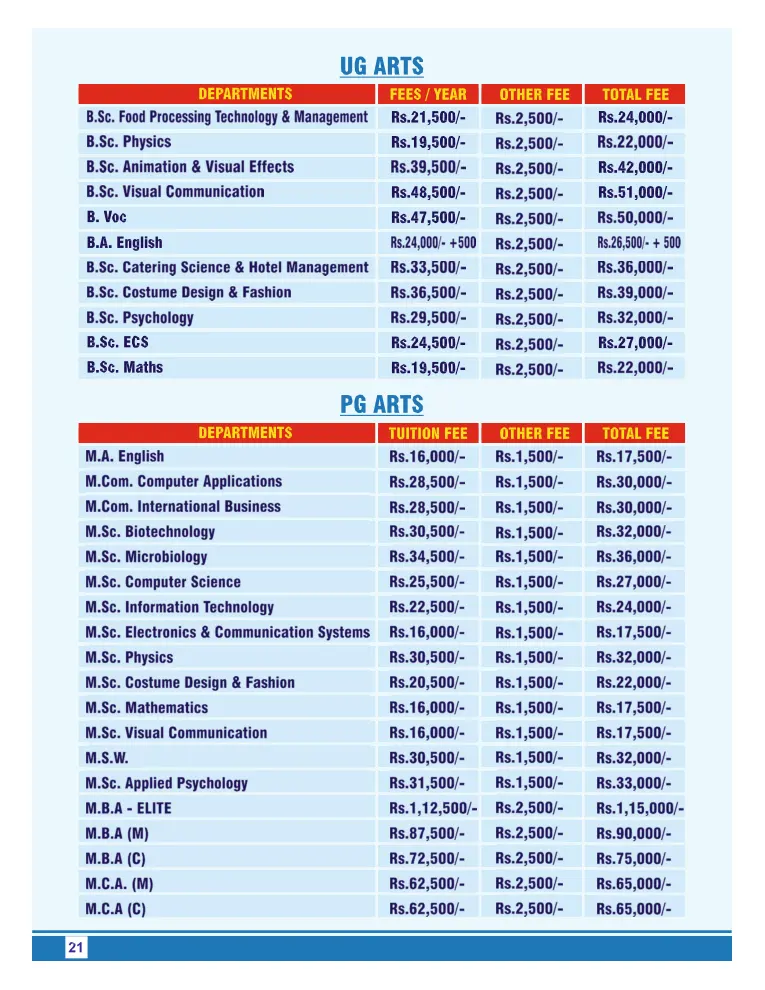 UG ARTS
DEPARTMENTS FEES / YEAR OTHER FEE TOTAL FEE
B.Sc. Food Processing Technology & Management Rs.21,500/- Rs.2,500/- Rs.24,000/-
B.Sc. Physics Rs.19,500/- Rs.2,500/- Rs.22,000/-
B.Sc. Animation & Visual Effects Rs.39,500/- Rs.2,500/- Rs.42,000/-
B.Sc. Visual Communication Rs.48,500/- Rs.2,500/- Rs.51,000/-
B. Voc Rs.47,500/- Rs.2,500/- Rs.50,000/-
B.A. English Rs.24,000/- +500 Rs.2,500/- Rs.26,500/- + 500
B.Sc. Catering Science & Hotel Management Rs.33,500/- Rs.2,500/- Rs.36,000/-
B.Sc. Costume Design & Fashion Rs.36,500/- Rs.2,500/- Rs.39,000/-
B.Sc. Psychology Rs.29,500/- Rs.2,500/- Rs.32,000/-
B.Sc. ECS Rs.24,500/- Rs.2,500/- Rs.27,000/-
B.Sc. Maths Rs.19,500/- Rs.2,500/- Rs.22,000/-
PG ARTS
DEPARTMENTS TUITION FEE OTHER FEE TOTAL FEE
M.A. English Rs.16,000/- Rs.1,500/- Rs.17,500/-
M.Com. Computer Applications Rs.28,500/- Rs.1,500/- Rs.30,000/-
M.Com. International Business Rs.28,500/- Rs.1,500/- Rs.30,000/-
M.Sc. Biotechnology Rs.30,500/- Rs.1,500/- Rs.32,000/-
M.Sc. Microbiology Rs.34,500/- Rs.1,500/- Rs.36,000/-
M.Sc. Computer Science Rs.25,500/- Rs.1,500/- Rs.27,000/-
M.Sc. Information Technology Rs.22,500/- Rs.1,500/- Rs.24,000/-
M.Sc. Electronics & Communication Systems Rs.16,000/- Rs.1,500/- Rs.17,500/-
M.Sc. Physics Rs.30,500/- Rs.1,500/- Rs.32,000/-
M.Sc. Costume Design & Fashion Rs.20,500/- Rs.1,500/- Rs.22,000/-
M.Sc. Mathematics Rs.16,000/- Rs.1,500/- Rs.17,500/-
M.Sc. Visual Communication Rs.16,000/- Rs.1,500/- Rs.17,500/-
M.S.W. Rs.30,500/- Rs.1,500/- Rs.32,000/-
M.Sc. Applied Psychology Rs.31,500/- Rs.1,500/- Rs.33,000/-
M.B.A - ELITE Rs.1,12,500/- Rs.2,500/- Rs.1,15,000/-
M.B.A (M) Rs.87,500/- Rs.2,500/- Rs.90,000/-
M.B.A (C) Rs.72,500/- Rs.2,500/- Rs.75,000/-
M.C.A. (M) Rs.62,500/- Rs.2,500/- Rs.65,000/-
M.C.A (C) Rs.62,500/- Rs.2,500/- Rs.65,000/-
21